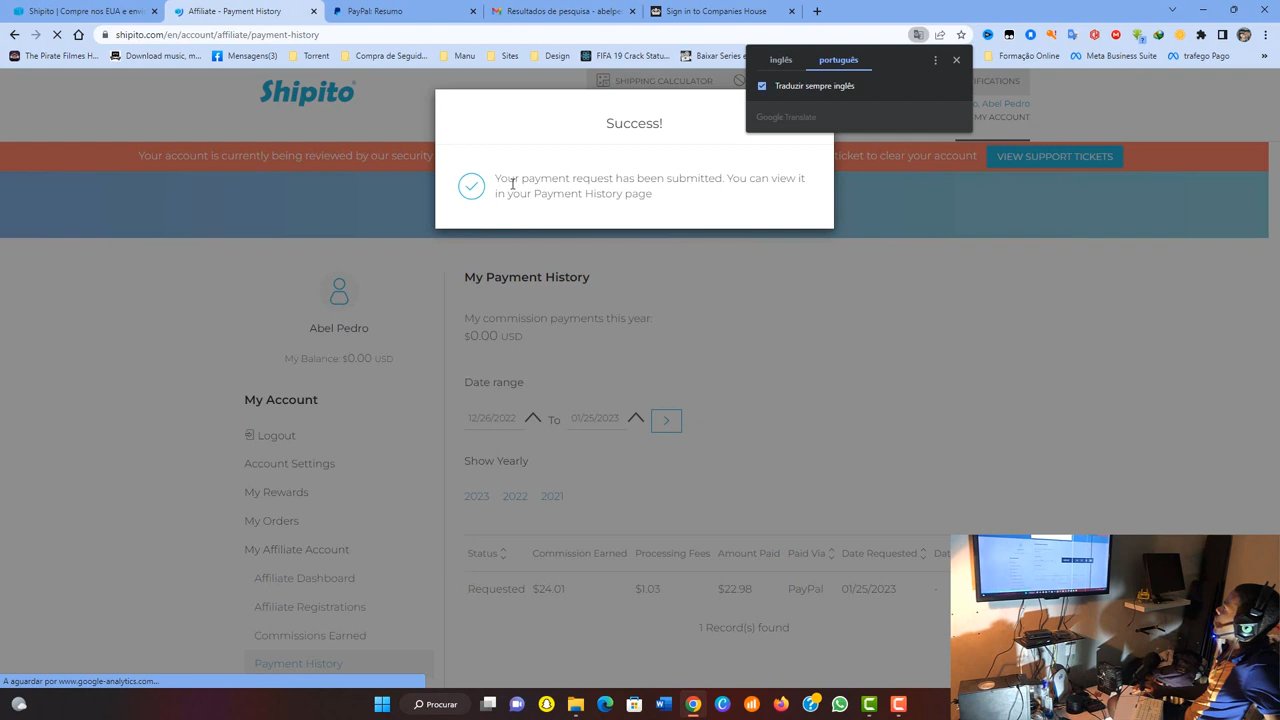 Shipito | Compras nos EUA e Envio
Affiliate - Payment History
PayPal: Resumo
Resultados de pesquisa - abelpe
Sign in to Company Workspace
shipito.com/en/account/affiliate/payment-history
The Pirate Filmes H
Download music, m
Mensagens(3)
Torrent
Compra de Seguid
Manu
Sites
Design
FIFA 19 Crack Status
Baixar Series e
Formação Online
Meta Business Suite
trafego Pago
inglês
português
Traduzir sempre inglês
Google Translate
Shipito
SHIPPING CALCULATOR
, Abel Pedro
MY ACCOUNT
Your account is currently being reviewed by our security
ticket to clear your account
VIEW SUPPORT TICKETS
Success!
Your payment request has been submitted. You can view it
in your Payment History page
Abel Pedro
My Balance: $0.00 USD
My Account
Logout
Account Settings
My Rewards
My Orders
My Affiliate Account
Affiliate Dashboard
Affiliate Registrations
Commissions Earned
Payment History
My Payment History
My commission payments this year:
$0.00 USD
Date range
12/26/2022 To 01/25/2023
Show Yearly
2023 2022 2021
Status Commission Earned Processing Fees Amount Paid Paid Via Date Requested Dat
Requested $24.01 $1.03 $22.98 PayPal 01/25/2023 -
1 Record(s) found
A aguardar por www.google-analytics.com...
Procurar